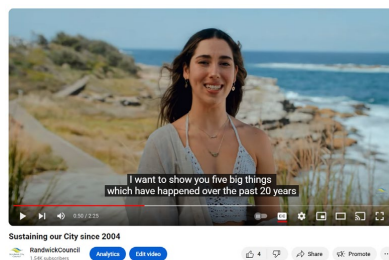 I want to show you five big things
which have happened over the past 20 years
0:50 / 2:25
Sustaining our City since 2004
RandwickCouncil
1.54K subscribers
Analytics
Edit video
4
Share
Promote